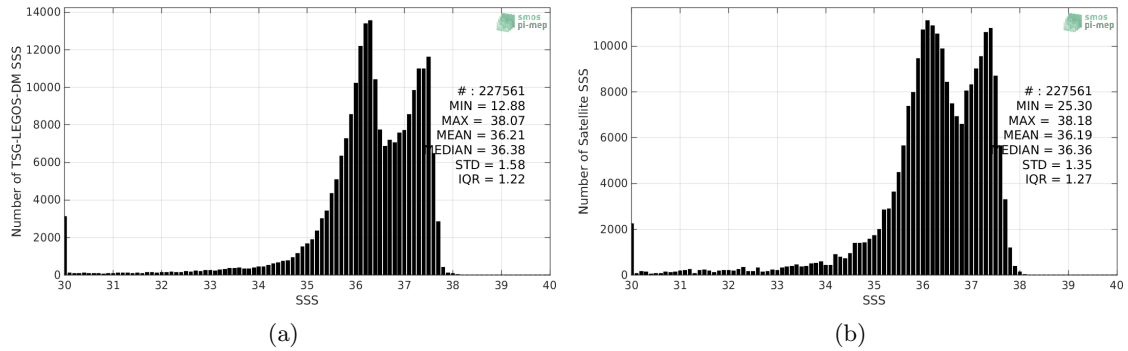 14000
12000
10000
8000
6000
4000
2000
0
Number of TSG-LEGOS-DM SSS
30 31 32 33 34 35 36 37 38 39 40
SSS
smos
pi-mep
# : 227561
MIN = 12.88
MAX = 38.07
MEAN = 36.21
MEDIAN = 36.38
STD = 1.58
IQR = 1.22
(a)
10000
8000
6000
4000
2000
0
Number of Satellite SSS
30 31 32 33 34 35 36 37 38 39 40
SSS
smos
pi-mep
# : 227561
MIN = 25.30
MAX = 38.18
MEAN = 36.19
MEDIAN = 36.36
STD = 1.35
IQR = 1.27
(b)